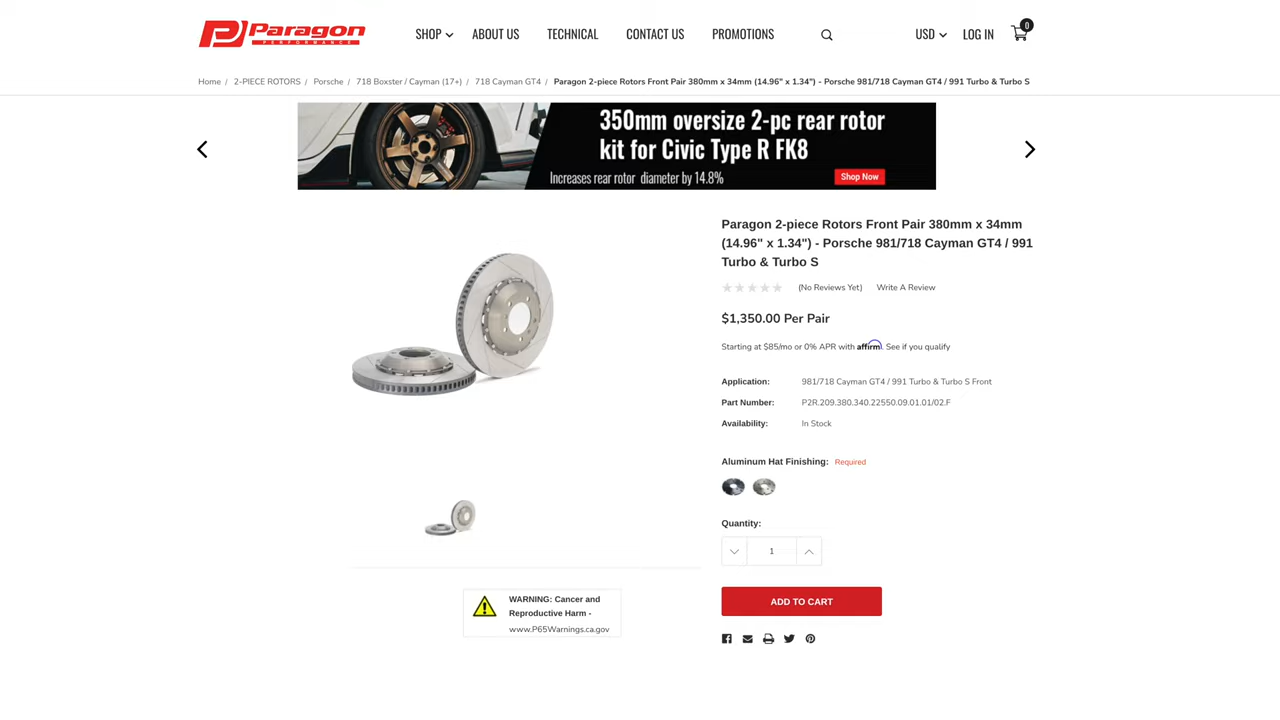 Paragon
PERFORMANCE
SHOP
ABOUT US
TECHNICAL
CONTACT US
PROMOTIONS
USD
LOG IN
0
Home / 2-PIECE ROTORS / Porsche / 718 Boxster / Cayman (17+) / 718 Cayman GT4 / Paragon 2-piece Rotors Front Pair 380mm x 34mm (14.96" x 1.34") - Porsche 981/718 Cayman GT4 / 991 Turbo & Turbo S
350mm oversize 2-pc rear rotor
kit for Civic Type R FK8
Increases rear rotor diameter by 14.8%
Shop Now
Paragon 2-piece Rotors Front Pair 380mm x 34mm
(14.96" x 1.34") - Porsche 981/718 Cayman GT4 / 991
Turbo & Turbo S
(No Reviews Yet) Write A Review
$1,350.00 Per Pair
Starting at $85/mo or 0% APR with affirm. See if you qualify
Application: 981/718 Cayman GT4 / 991 Turbo & Turbo S Front
Part Number: P2R.209.380.340.22550.09.01.01/02.F
Availability: In Stock
Aluminum Hat Finishing: Required
Quantity:
1
ADD TO CART
WARNING: Cancer and
Reproductive Harm -
www.P65Warnings.ca.gov